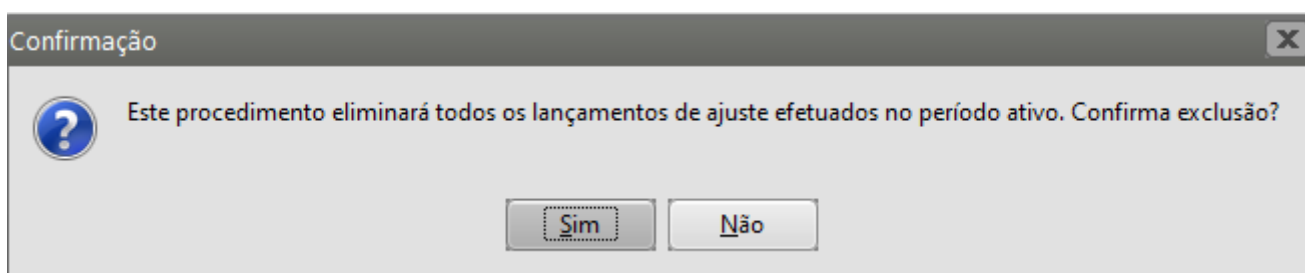 Confirmação
Este procedimento eliminará todos os lançamentos de ajuste efetuados no período ativo. Confirma exclusão?
Sim
Não